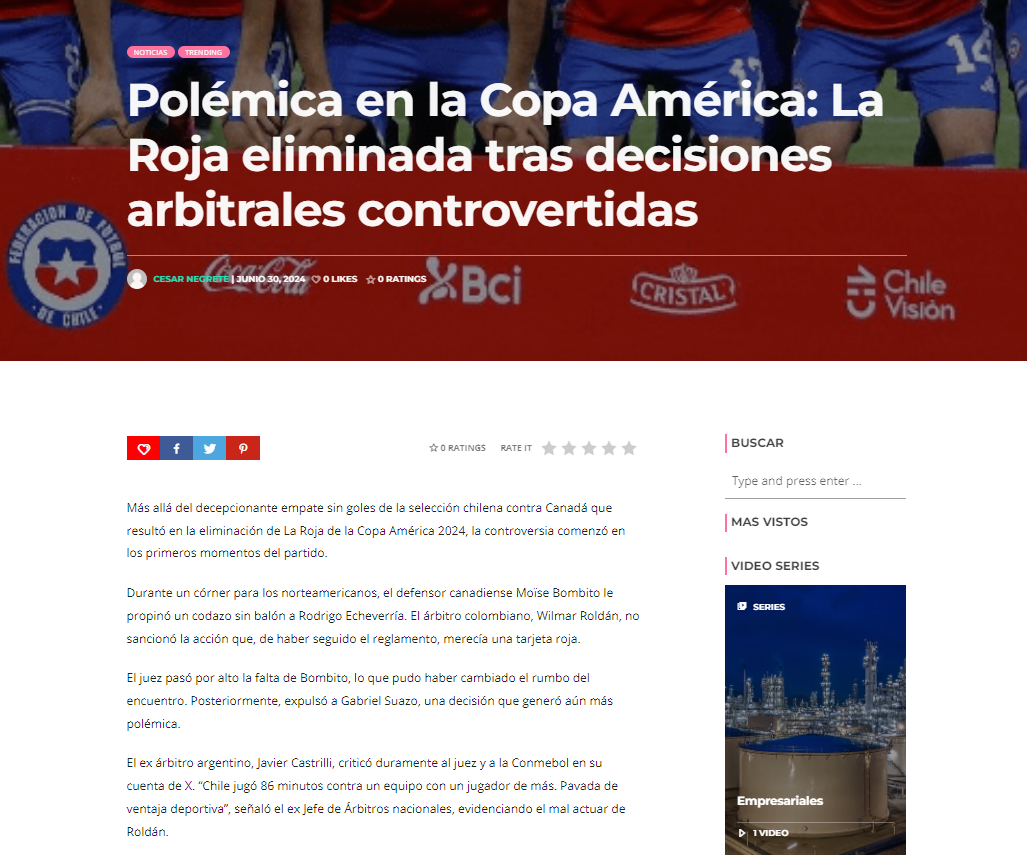 NOTICIAS TRENDING
Polémica en la Copa América: La
Roja eliminada tras decisiones
arbitrales controvertidas
14
FEDERACION DE FUTBOL
DE CHILE
CESAR NEGRETE | JUNIO 30, 2024 0 LIKES 0 RATINGS
Coca-Cola
Bci
CRISTAL
Chile
Visión
0 RATINGS RATE IT
Más allá del decepcionante empate sin goles de la selección chilena contra Canadá que
resultó en la eliminación de La Roja de la Copa América 2024, la controversia comenzó en
los primeros momentos del partido.
Durante un córner para los norteamericanos, el defensor canadiense Moïse Bombito le
propinó un codazo sin balón a Rodrigo Echeverría. El árbitro colombiano, Wilmar Roldán, no
sancionó la acción que, de haber seguido el reglamento, merecía una tarjeta roja.
El juez pasó por alto la falta de Bombito, lo que pudo haber cambiado el rumbo del
encuentro. Posteriormente, expulsó a Gabriel Suazo, una decisión que generó aún más
polémica.
El ex árbitro argentino, Javier Castrilli, criticó duramente al juez y a la Conmebol en su
cuenta de X. “Chile jugó 86 minutos contra un equipo con un jugador de más. Pavada de
ventaja deportiva”, señaló el ex Jefe de Árbitros nacionales, evidenciando el mal actuar de
Roldán.
BUSCAR
Type and press enter ...
MAS VISTOS
VIDEO SERIES
SERIES
Empresariales
1 VIDEO